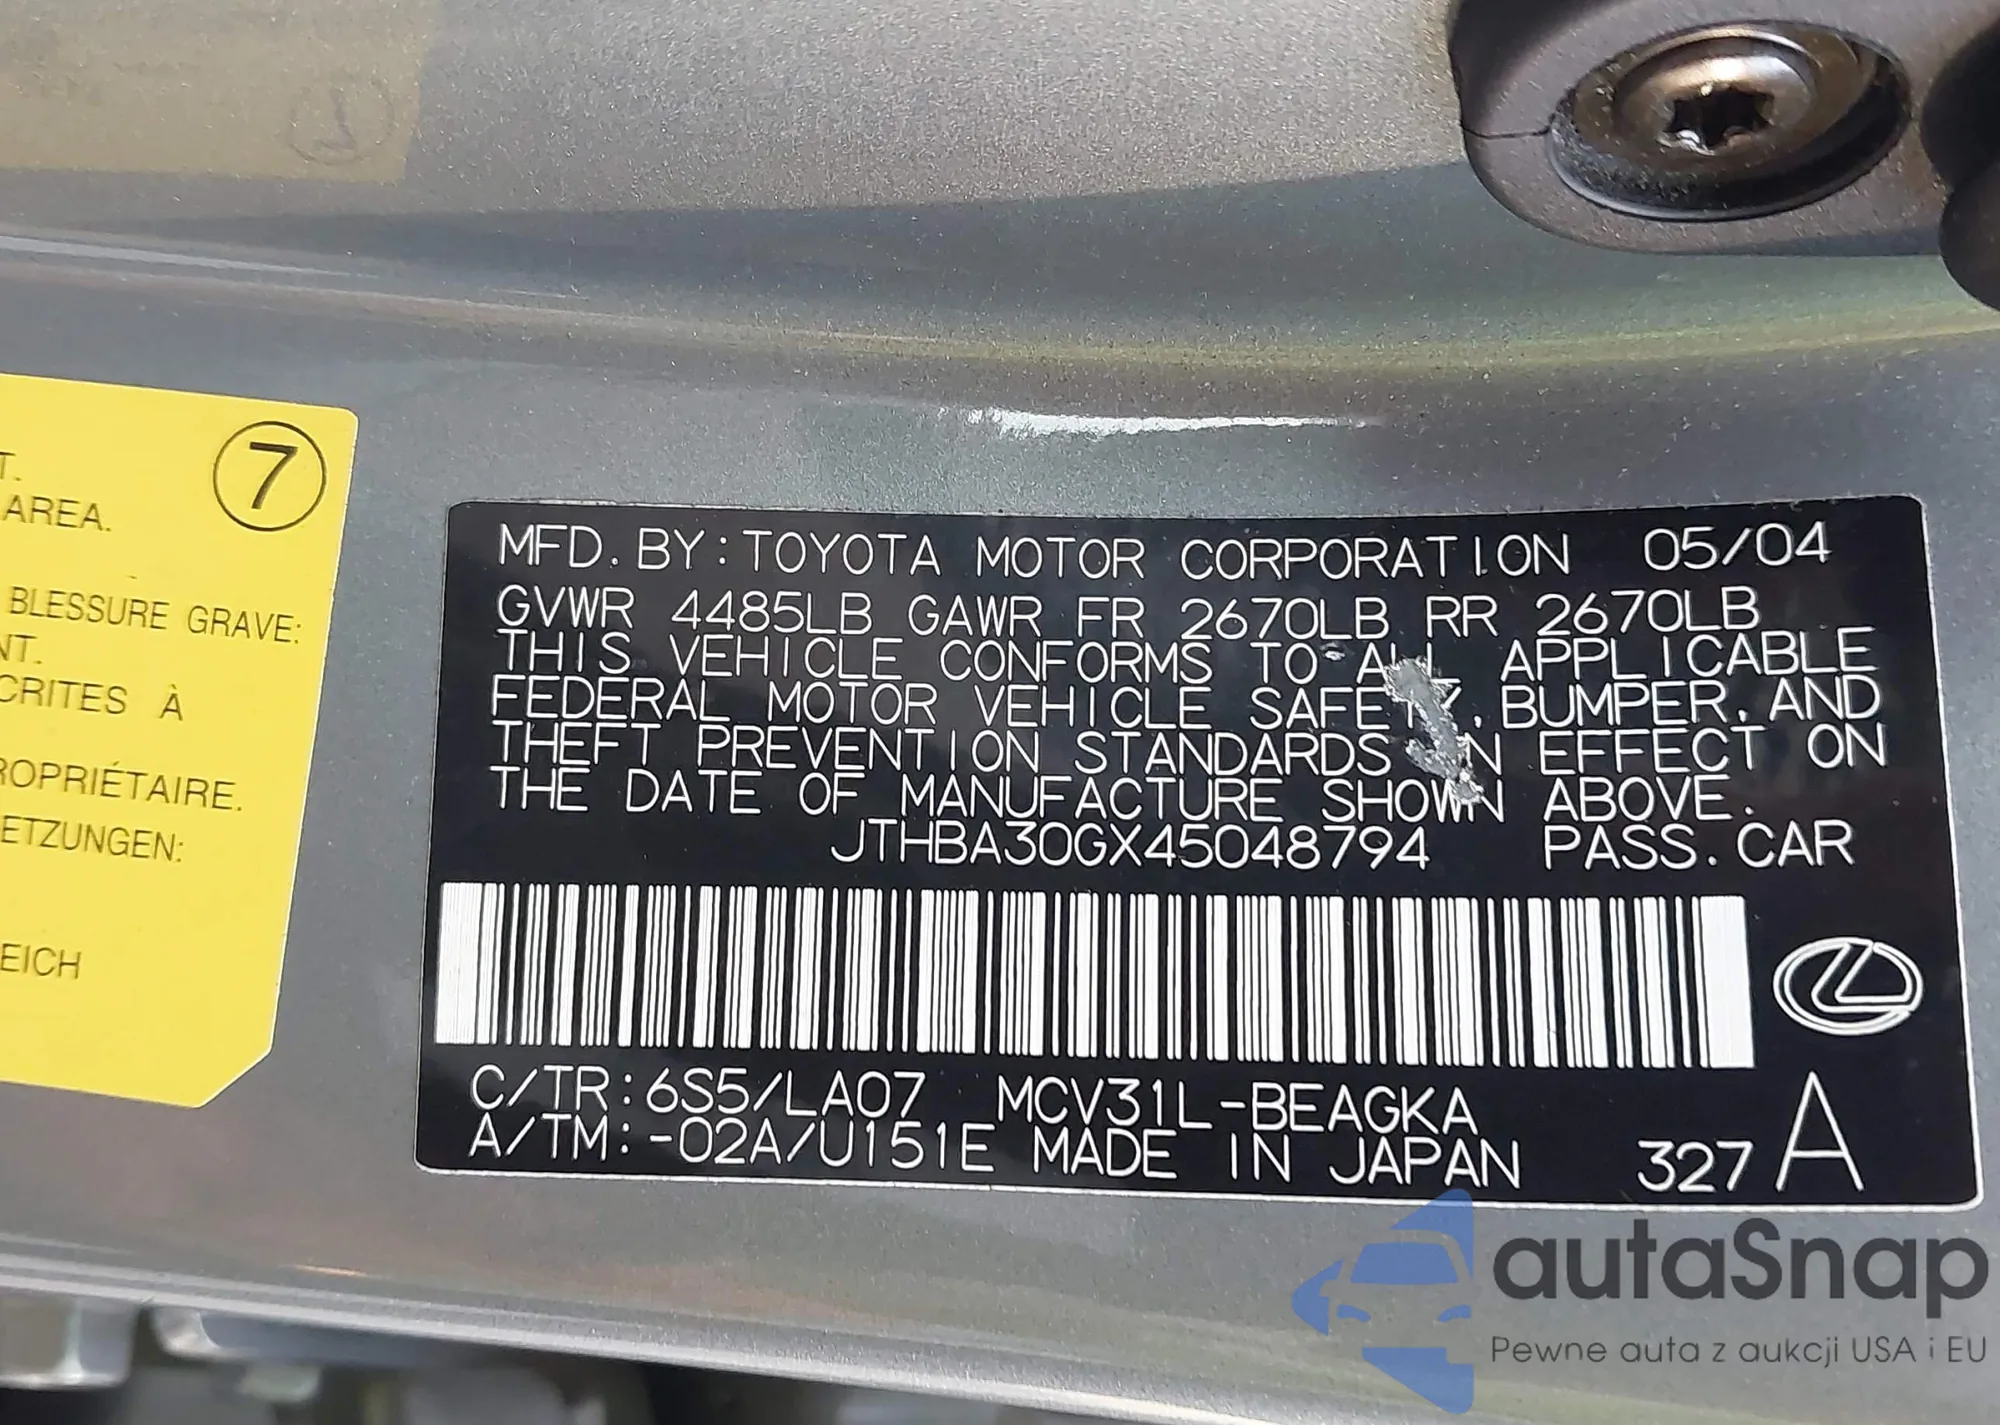 7
T.
AREA.
BLESSURE GRAVE:
NT.
CRITES À
ROPRIÉTAIRE.
ETZUNGEN:
EICH
MFD. BY: TOYOTA MOTOR CORPORATION 05/04
GVWR 4485LB GAWR FR 2670LB RR 2670LB
THIS VEHICLE CONFORMS TO ALL APPLICABLE
FEDERAL MOTOR VEHICLE SAFETY, BUMPER, AND
THEFT PREVENTION STANDARDS IN EFFECT ON
THE DATE OF MANUFACTURE SHOWN ABOVE.
JTHBA30GX45048794 PASS. CAR
C/TR: 6S5/LA07 MCV31L-BEAGKA
A/TM: -02A/U151E MADE IN JAPAN 327 A
autaSnap
Pewne auta z aukcji USA i EU